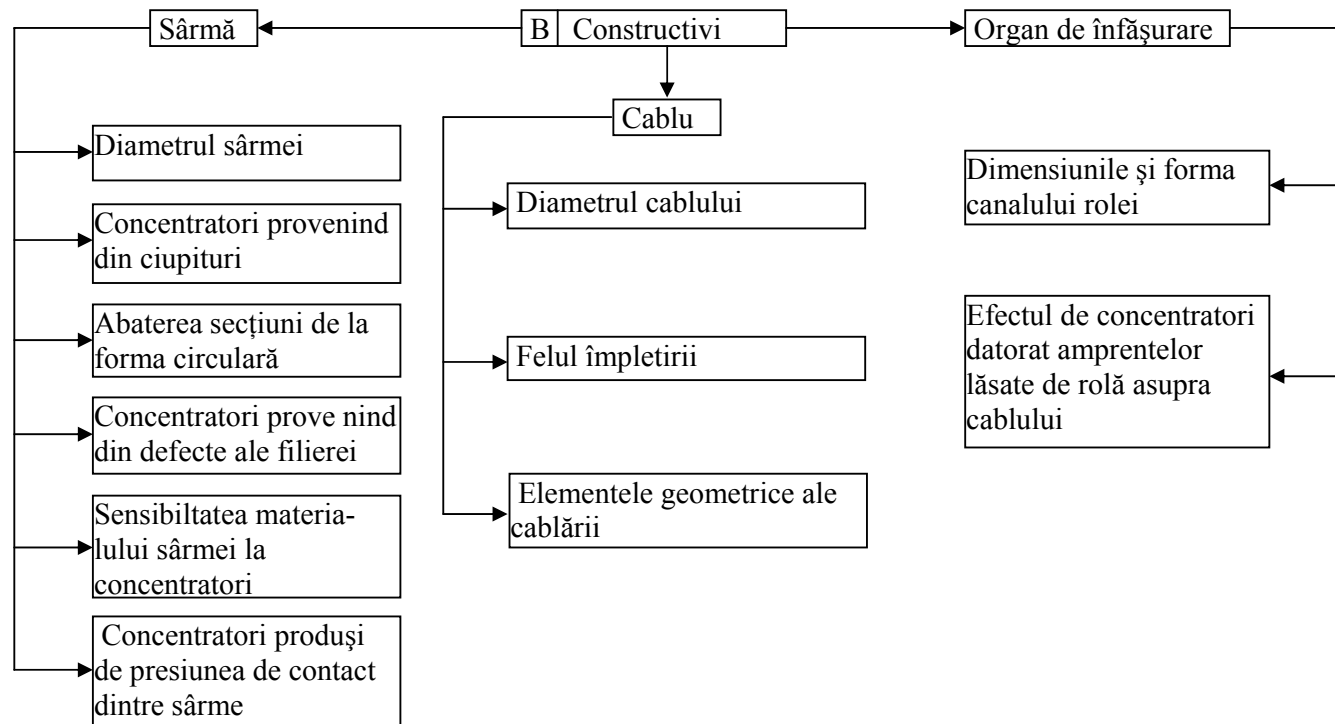 Sârmă
B Constructivi
Organ de înfăşurare
Cablu
Diametrul sârmei
Concentratori provenind
din ciupituri
Abaterea secțiuni de la
forma circulară
Concentratori prove nind
din defecte ale filierei
Sensibiltatea materia-
lului sârmei la
concentratori
Concentratori produşi
de presiunea de contact
dintre sârme
Diametrul cablului
Felul împletirii
Elementele geometrice ale
cablării
Dimensiunile şi forma
canalului rolei
Efectul de concentratori
datorat amprentelor
lăsate de rolă asupra
cablului